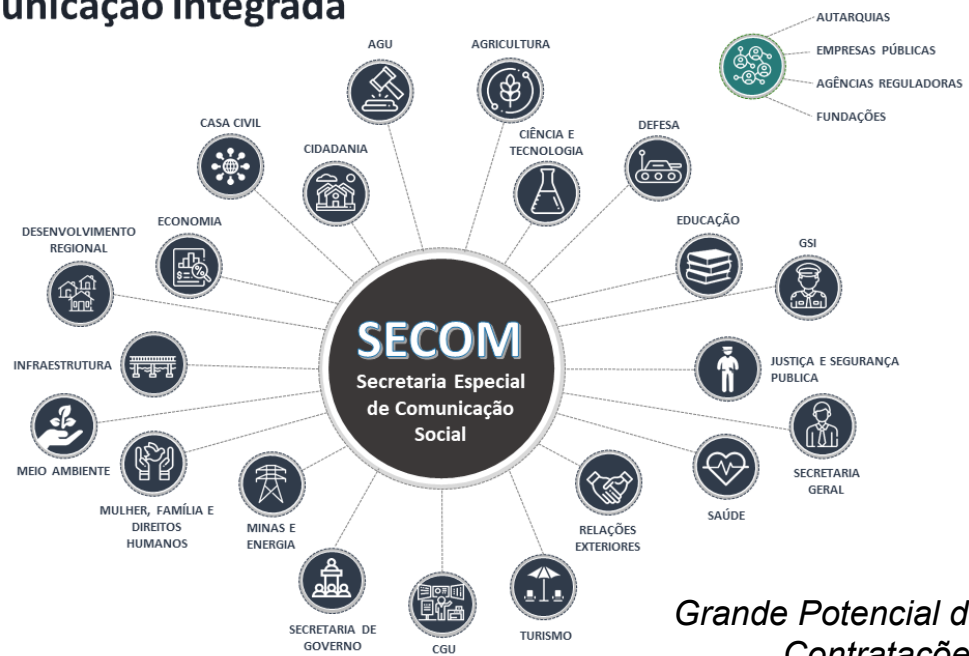 Integrada
AUTARQUIAS
EMPRESAS PÚBLICAS
AGÊNCIAS REGULADORAS
FUNDAÇÕES
AGU
AGRICULTURA
CASA CIVIL
CIDADANIA
CIÊNCIA E
TECNOLOGIA
DEFESA
DESENVOLVIMENTO
REGIONAL
ECONOMIA
EDUCAÇÃO
GSI
SECOM
Secretaria Especial
de Comunicação
Social
INFRAESTRUTURA
JUSTIÇA E SEGURANÇA
PUBLICA
MEIO AMBIENTE
MULHER, FAMÍLIA E
DIREITOS
HUMANOS
MINAS E
ENERGIA
RELAÇÕES
EXTERIORES
SAÚDE
SECRETARIA
GERAL
SECRETARIA DE
GOVERNO
CGU
TURISMO
Grande Potencial